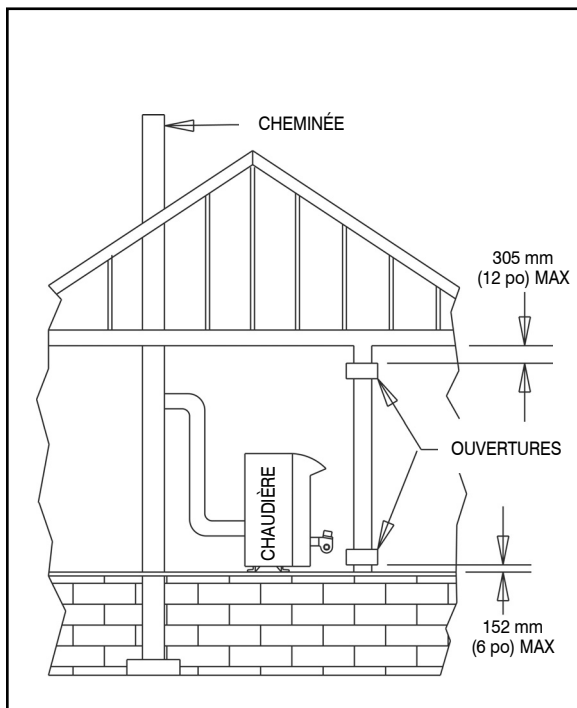 CHEMINÉE
305 mm
(12 po) MAX
OUVERTURES
CHAUDIÈRE
152 mm
(6 po) MAX